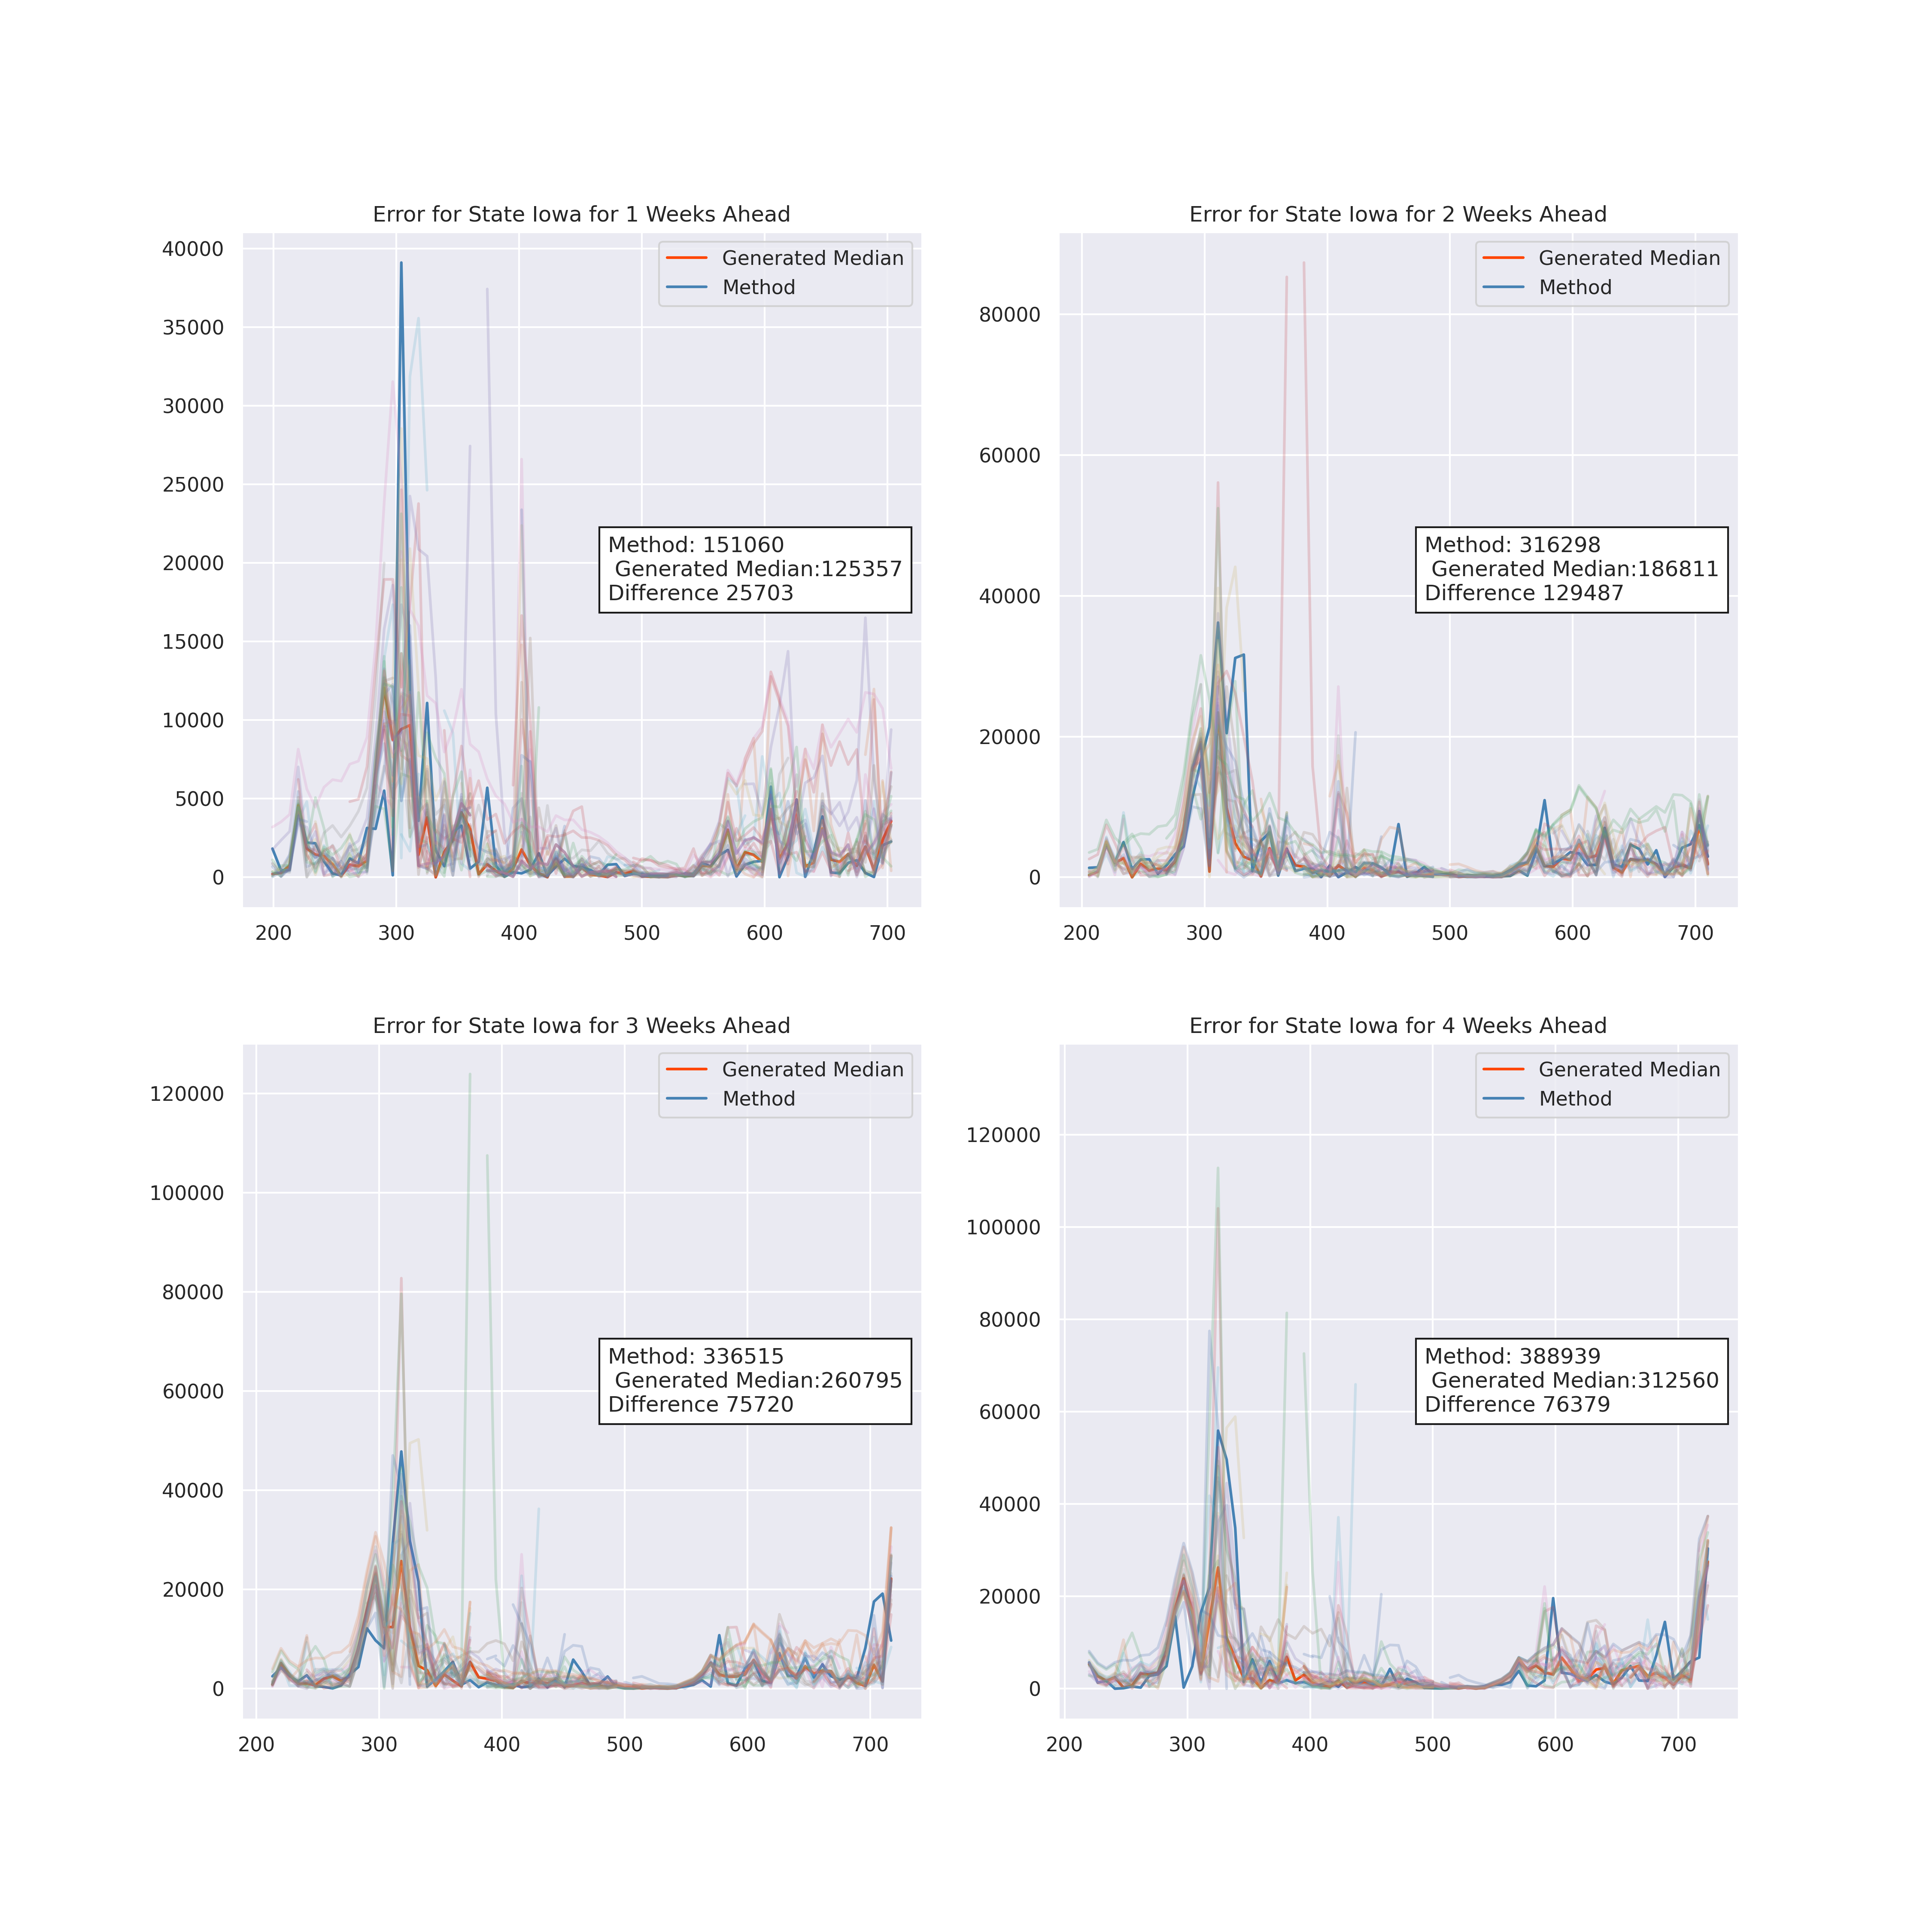 Error for State Iowa for 1 Weeks Ahead
40000
35000
30000
25000
20000
15000
10000
5000
0
200 300 400 500 600 700
Generated Median
Method
Method: 151060
Generated Median:125357
Difference 25703
Error for State Iowa for 2 Weeks Ahead
80000
60000
40000
20000
0
200 300 400 500 600 700
Generated Median
Method
Method: 316298
Generated Median:186811
Difference 129487
Error for State Iowa for 3 Weeks Ahead
120000
100000
80000
60000
40000
20000
0
200 300 400 500 600 700
Generated Median
Method
Method: 336515
Generated Median:260795
Difference 75720
Error for State Iowa for 4 Weeks Ahead
120000
100000
80000
60000
40000
20000
0
200 300 400 500 600 700
Generated Median
Method
Method: 388939
Generated Median:312560
Difference 76379